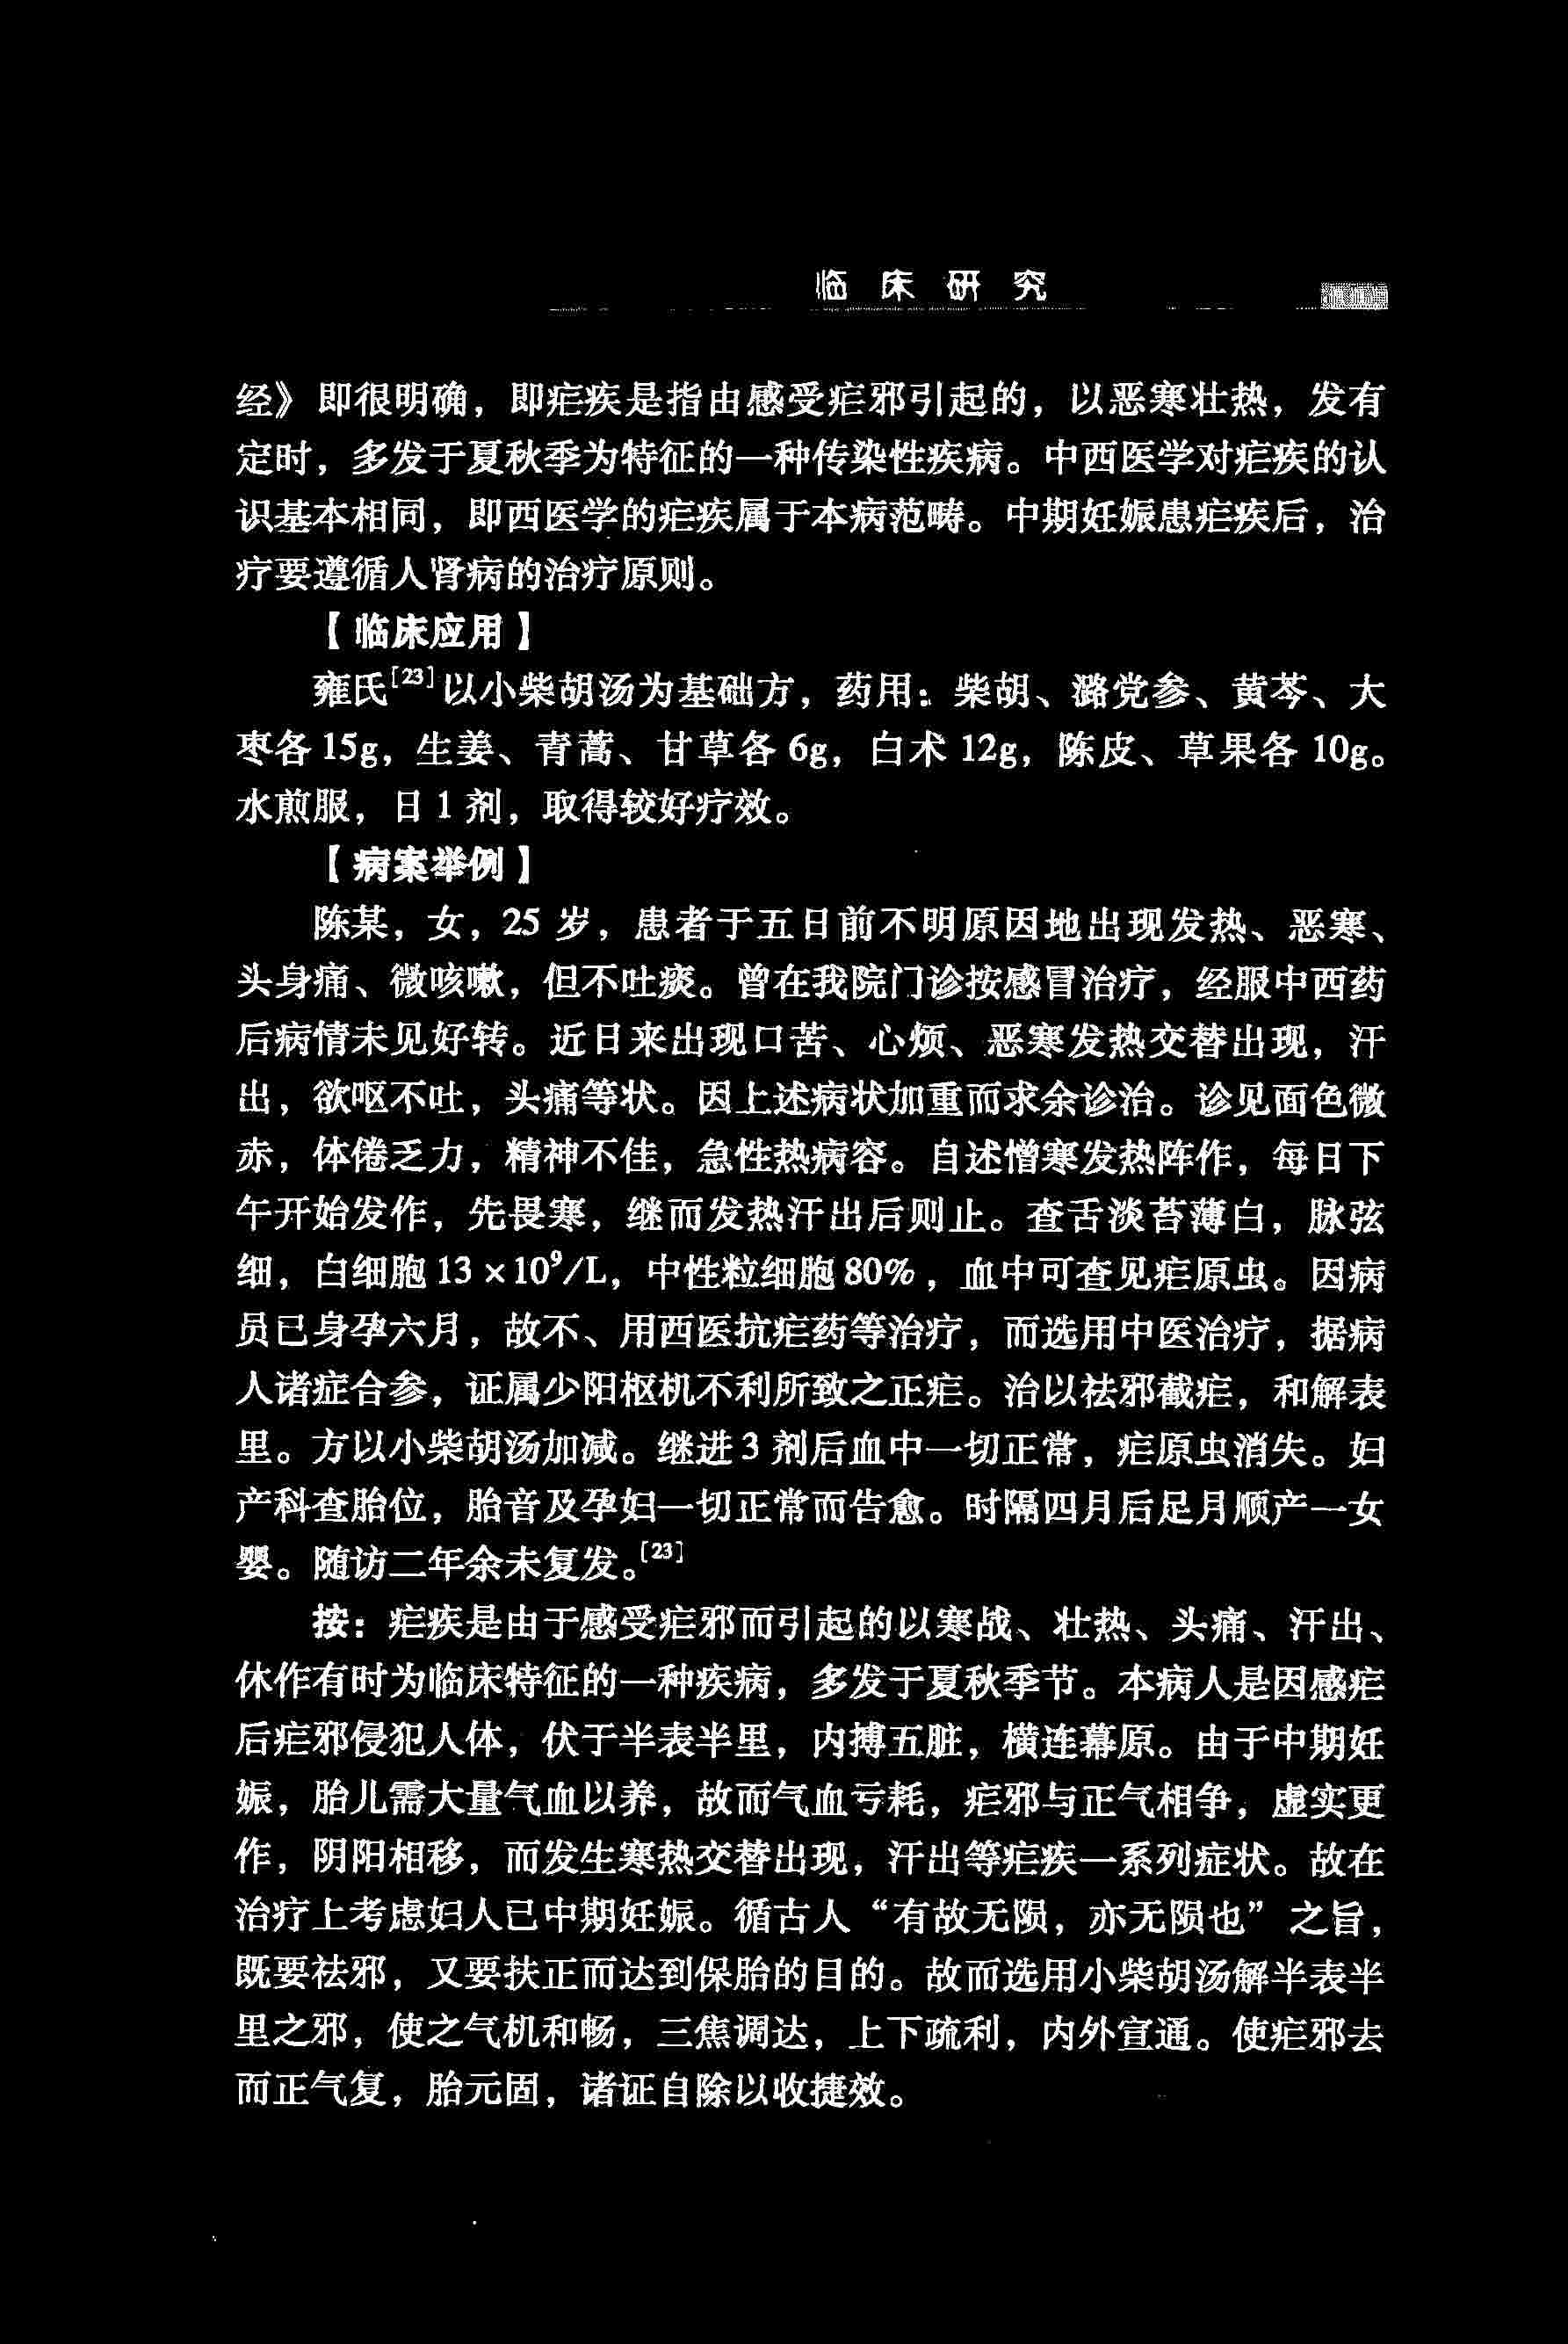 临床研究
经》即很明确，即疟疾是指由感受疟邪引起的，以恶寒壮热，发有
定时，多发于夏秋季为特征的一种传染性疾病。中西医学对疟疾的认
识基本相同，即西医学的疟疾属于本病范畴。中期妊娠患疟疾后，治
疗要遵循人肾病的治疗原则。
【临床应用】
雍氏[23]以小柴胡汤为基础方，药用：柴胡、潞党参、黄芩、大
枣各15g，生姜、青蒿、甘草各6g，白术12g，陈皮、草果各10g。
水煎服，日1剂，取得较好疗效。
【病案举例】
陈某，女，25岁，患者于五日前不明原因地出现发热、恶寒、
头身痛、微咳嗽，但不吐痰。曾在我院门诊按感冒治疗，经服中西药
后病情未见好转。近日来出现口苦、心烦、恶寒发热交替出现，汗
出，欲呕不吐，头痛等状。因上述病状加重而求余诊治。诊见面色微
赤，体倦乏力，精神不佳，急性热病容。自述憎寒发热阵作，每日下
午开始发作，先畏寒，继而发热汗出后则止。查舌淡苔薄白，脉弦
细，白细胞13×10⁹/L，中性粒细胞80%，血中可查见疟原虫。因病
员已身孕六月，故不、用西医抗疟药等治疗，而选用中医治疗，据病
人诸症合参，证属少阳枢机不利所致之正疟。治以祛邪截疟，和解表
里。方以小柴胡汤加减。继进3剂后血中一切正常，疟原虫消失。妇
产科查胎位，胎音及孕妇一切正常而告愈。时隔四月后足月顺产一女
婴。随访二年余未复发。[23]
按：疟疾是由于感受疟邪而引起的以寒战、壮热、头痛、汗出、
休作有时为临床特征的一种疾病，多发于夏秋季节。本病人是因感疟
后疟邪侵犯人体，伏于半表半里，内搏五脏，横连募原。由于中期妊
娠，胎儿需大量气血以养，故而气血亏耗，疟邪与正气相争，虚实更
作，阴阳相移，而发生寒热交替出现，汗出等疟疾一系列症状。故在
治疗上考虑妇人已中期妊娠。循古人“有故无陨，亦无陨也”之旨，
既要祛邪，又要扶正而达到保胎的目的。故而选用小柴胡汤解半表半
里之邪，使之气机和畅，三焦调达，上下疏利，内外宣通。使疟邪去
而正气复，胎元固，诸证自除以收捷效。